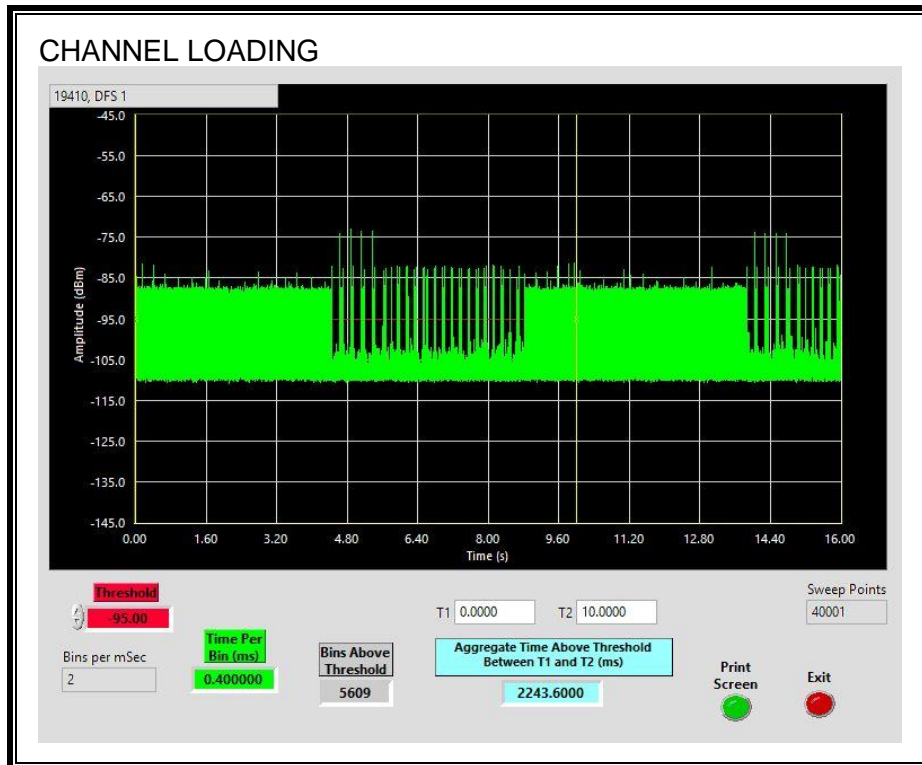 CHANNEL LOADING
19410, DFS 1
-45.0
-55.0
-65.0
-75.0
-85.0
-95.0
-105.0
-115.0
-125.0
-135.0
-145.0
Amplitude (dBm)
0.00 1.60 3.20 4.80 6.40 8.00 9.60 11.20 12.80 14.40 16.00
Time (s)
Threshold
-95.00
Bins per mSec
2
Time Per
Bin (ms)
0.400000
Bins Above
Threshold
5609
T1 0.0000 T2 10.0000
Aggregate Time Above Threshold
Between T1 and T2 (ms)
2243.6000
Sweep Points
40001
Print
Screen
Exit